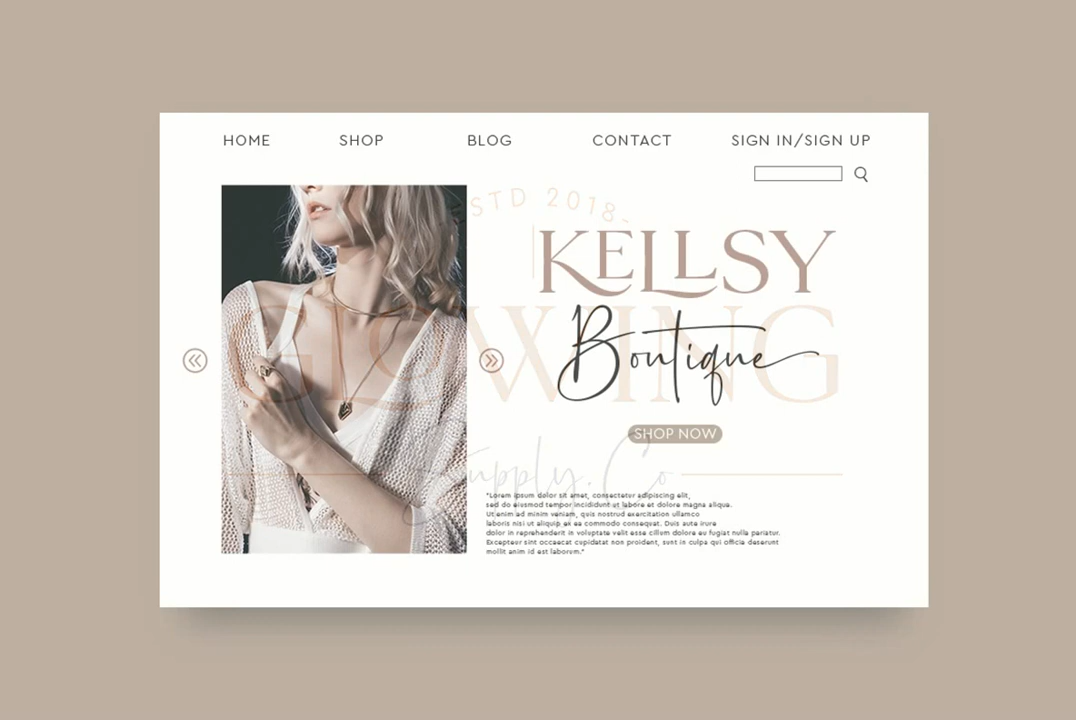 HOME SHOP BLOG CONTACT SIGN IN/SIGN UP
STD 2018-
KELLSY
GLOWING
Boutique
SHOP NOW
Supply.Co
"Lorem ipsum dolor sit amet, consectetur adipiscing elit,
sed do eiusmod tempor incididunt ut labore et dolore magna aliqua.
Ut enim ad minim veniam, quis nostrud exercitation ullamco
laboris nisi ut aliquip ex ea commodo consequat. Duis aute irure
dolor in reprehenderit in voluptate velit esse cillum dolore eu fugiat nulla pariatur.
Excepteur sint occaecat cupidatat non proident, sunt in culpa qui officia deserunt
mollit anim id est laborum."